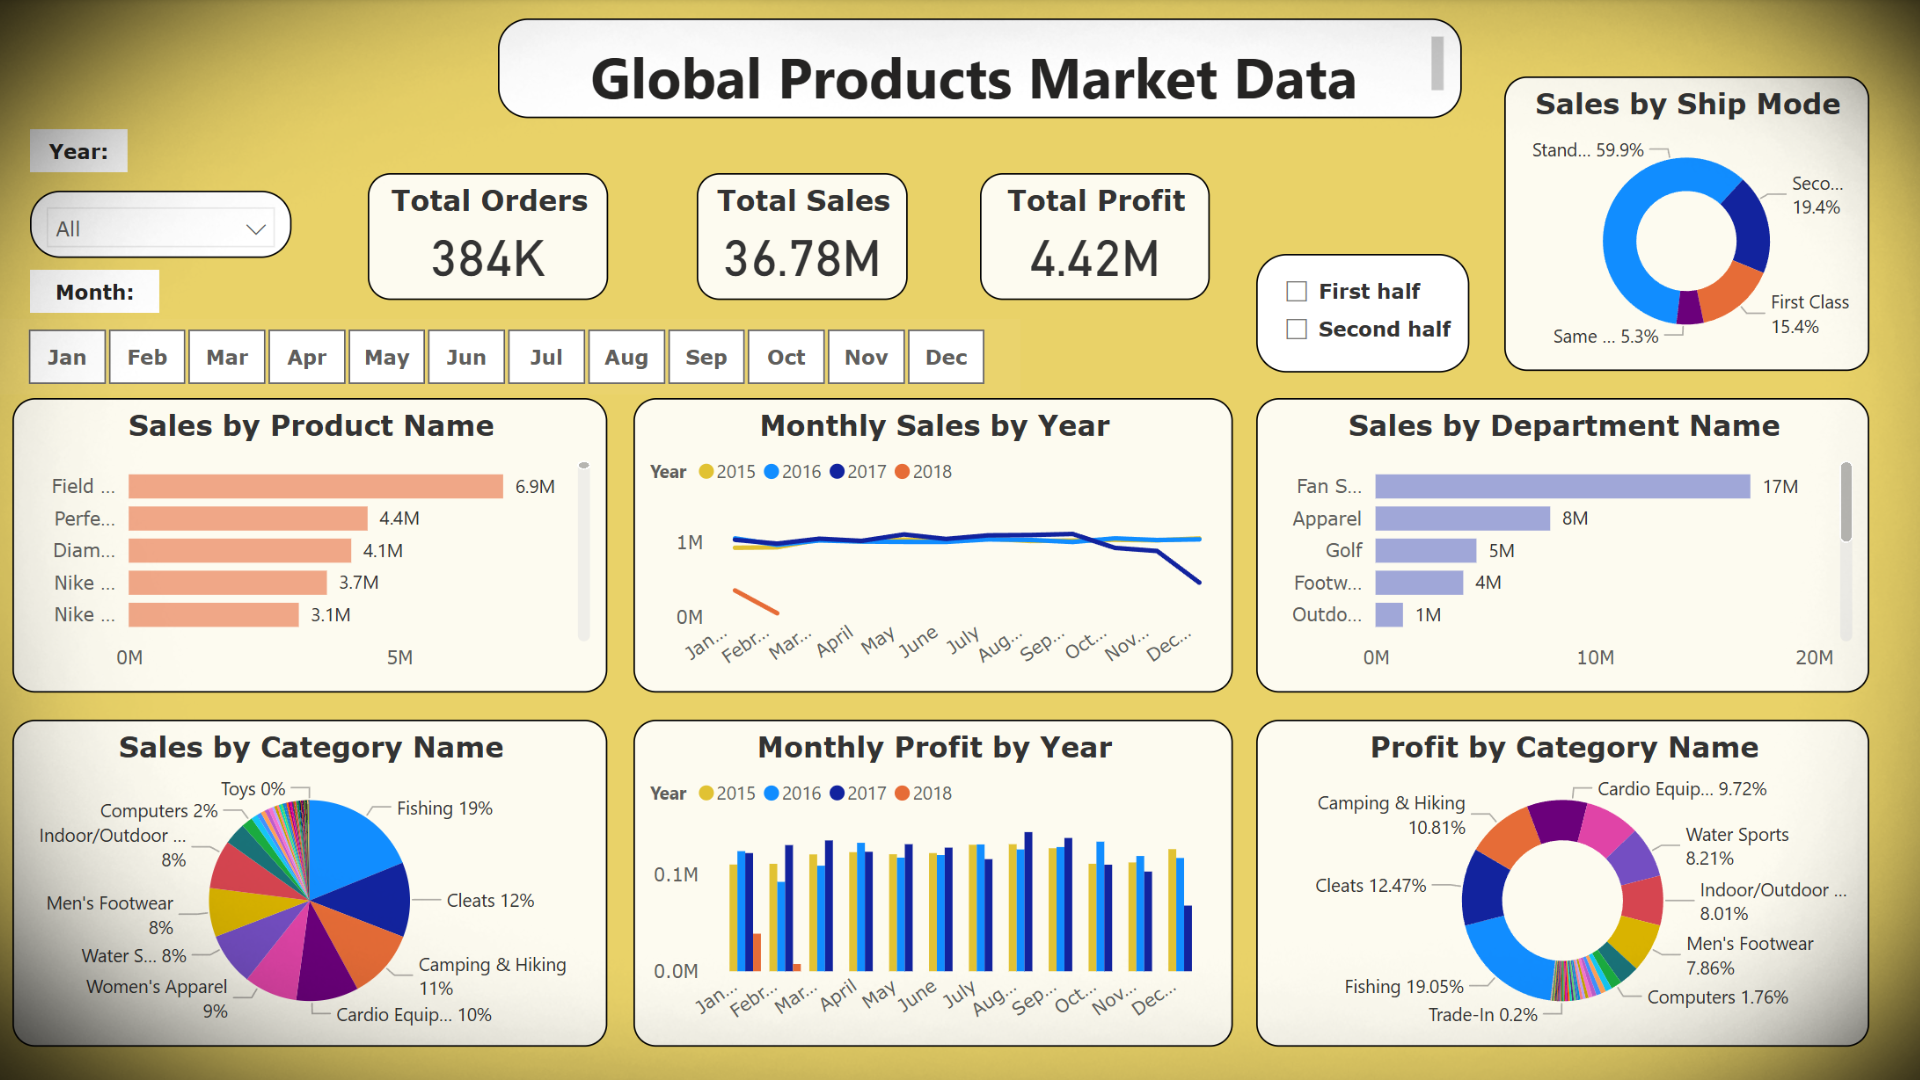 Global Products Market Data
Year:
All
Month:
Jan Feb Mar Apr May Jun Jul Aug Sep Oct Nov Dec
Total Orders
384K
Total Sales
36.78M
Total Profit
4.42M
First half
Second half
Sales by Ship Mode
Stand... 59.9%
Seco...
19.4%
First Class
15.4%
Same ... 5.3%
Sales by Product Name
Field ... 6.9M
Perfe... 4.4M
Diam... 4.1M
Nike ... 3.7M
Nike ... 3.1M
0M 5M
Monthly Sales by Year
Year 2015 2016 2017 2018
1M
0M
Jan... Febr... Mar... April May June July Aug... Sep... Oct... Nov... Dec...
Sales by Department Name
Fan S... 17M
Apparel 8M
Golf 5M
Footw... 4M
Outdo... 1M
0M 10M 20M
Sales by Category Name
Toys 0%
Computers 2%
Indoor/Outdoor ...
8%
Men's Footwear
8%
Water S... 8%
Women's Apparel
9%
Fishing 19%
Cleats 12%
Camping & Hiking
11%
Cardio Equip... 10%
Monthly Profit by Year
Year 2015 2016 2017 2018
0.1M
0.0M
Jan... Febr... Mar... April May June July Aug... Sep... Oct... Nov... Dec...
Profit by Category Name
Cardio Equip... 9.72%
Camping & Hiking
10.81%
Water Sports
8.21%
Cleats 12.47%
Indoor/Outdoor ...
8.01%
Men's Footwear
7.86%
Fishing 19.05%
Computers 1.76%
Trade-In 0.2%